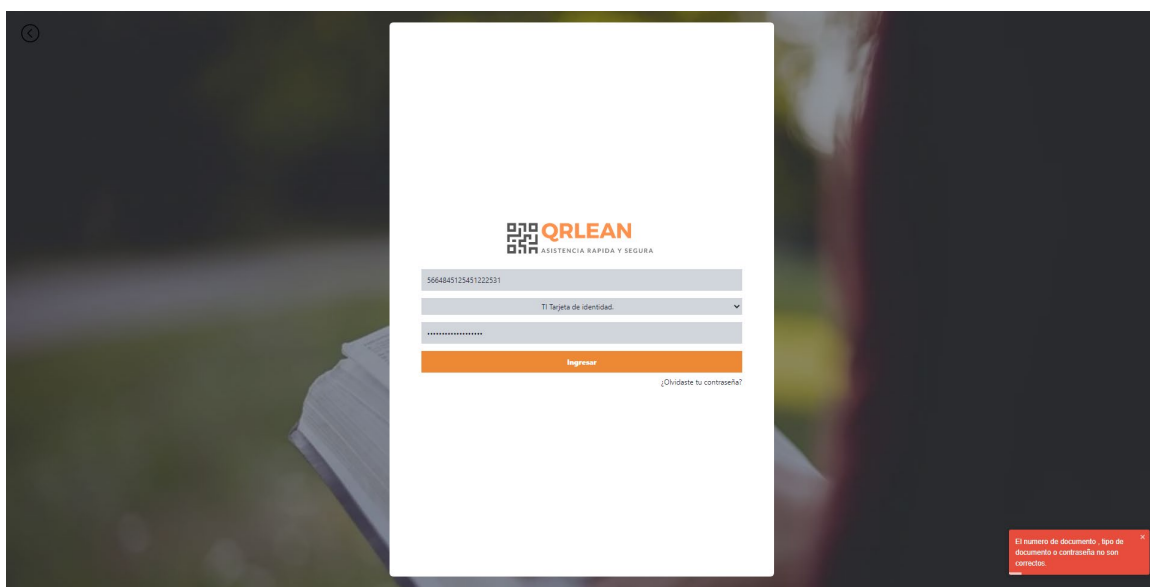 QRLEAN
ASISTENCIA RAPIDA Y SEGURA
5664845125451222531
TI Tarjeta de identidad.
•••••••••••••••••••
Ingresar
¿Olvidaste tu contraseña?
El numero de documento , tipo de
documento o contraseña no son
correctos.